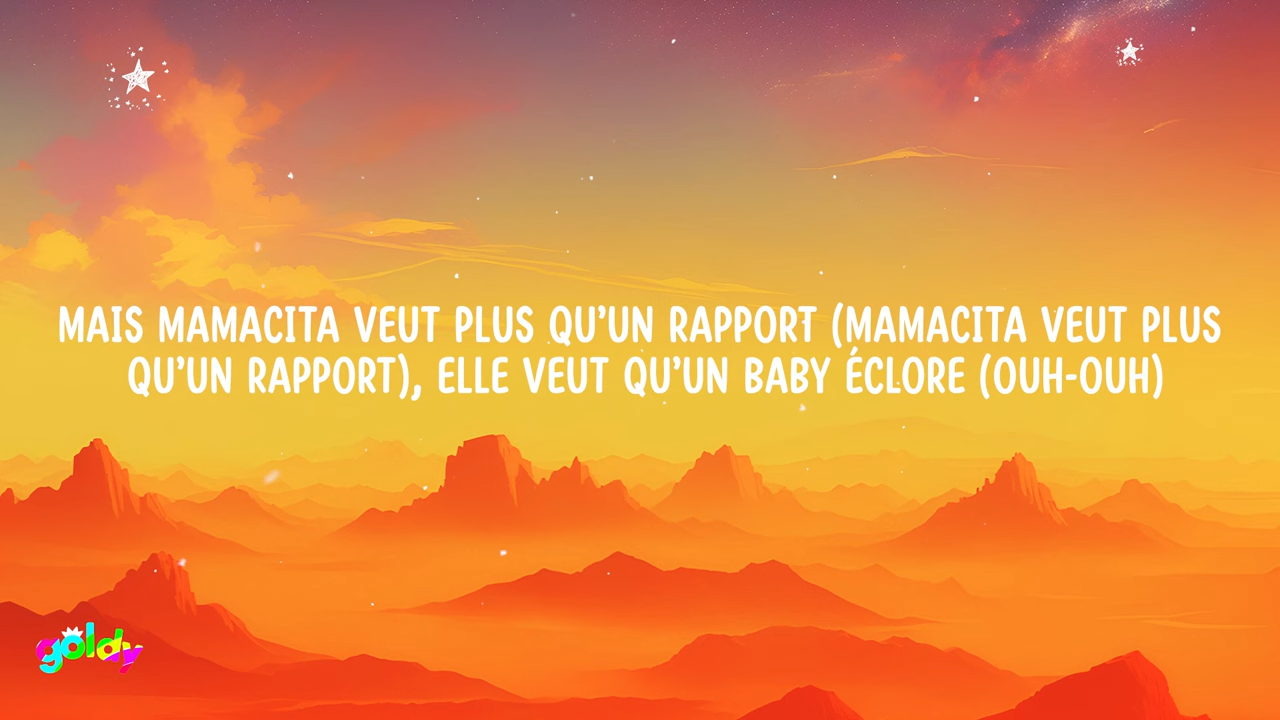 MAIS MAMACITA VEUT PLUS QU’UN RAPPORT (MAMACITA VEUT PLUS
QU’UN RAPPORT), ELLE VEUT QU’UN BABY ÉCLORE (OUH-OUH)
goldy